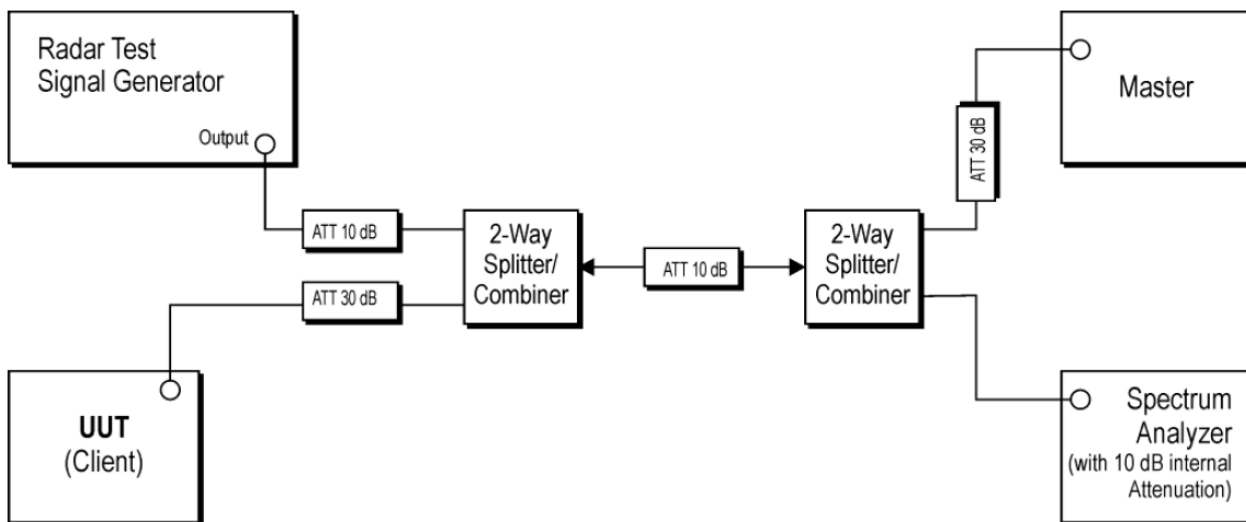 Radar Test
Signal Generator
Output
ATT 10 dB
ATT 30 dB
2-Way
Splitter/
Combiner
ATT 10 dB
2-Way
Splitter/
Combiner
ATT 30 dB
Master
UUT
(Client)
Spectrum
Analyzer
(with 10 dB internal
Attenuation)